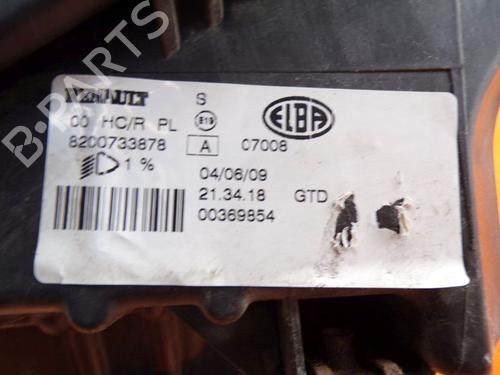 B-PARTS
RENAULT S ELBA
00 HC/R PL E19 07008
8200733878 A
1 % 04/06/09
21.34.18 GTD
00369854